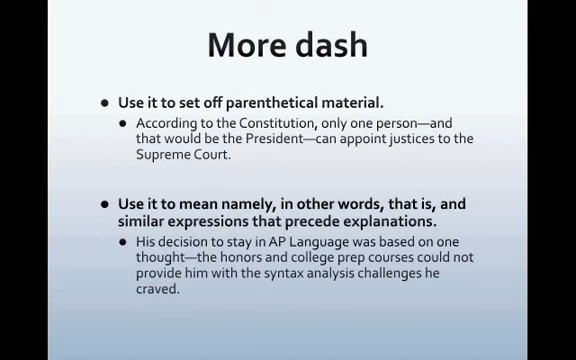 More dash
• Use it to set off parenthetical material.
• According to the Constitution, only one person—and
that would be the President—can appoint justices to the
Supreme Court.
• Use it to mean namely, in other words, that is, and
similar expressions that precede explanations.
• His decision to stay in AP Language was based on one
thought—the honors and college prep courses could not
provide him with the syntax analysis challenges he
craved.